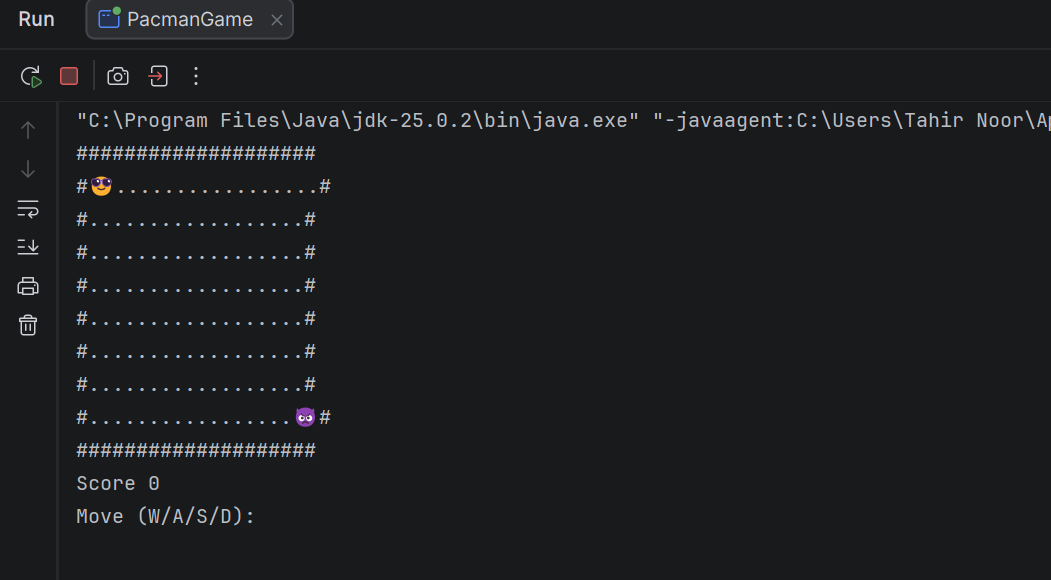 Run PacmanGame
"C:\Program Files\Java\jdk-25.0.2\bin\java.exe" "-javaagent:C:\Users\Tahir Noor\Ap
####################
#😎.................#
#..................#
#..................#
#..................#
#..................#
#..................#
#..................#
#.................👿#
####################
Score 0
Move (W/A/S/D):